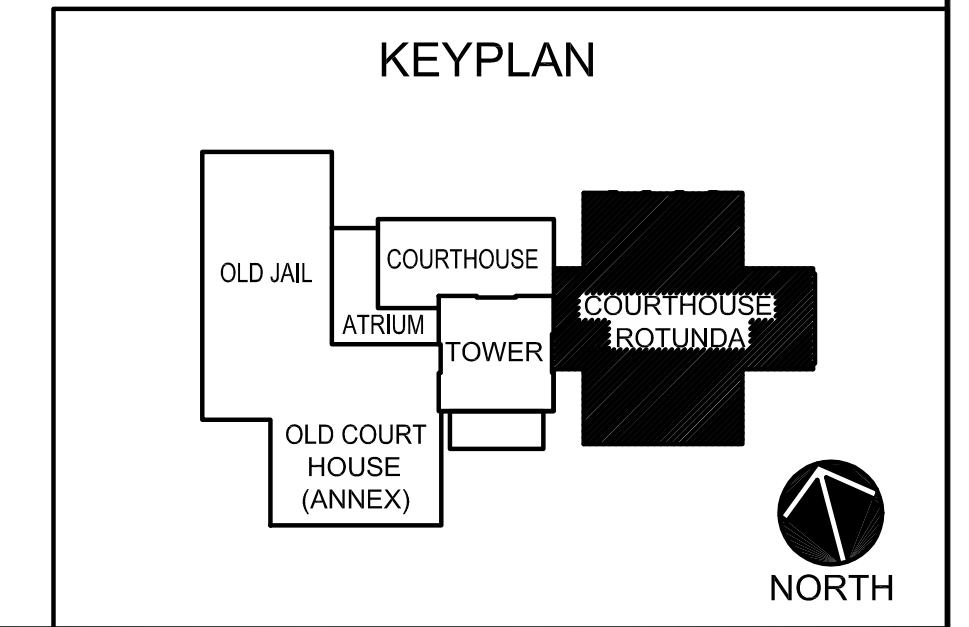 KEYPLAN
OLD JAIL
COURTHOUSE
ATRIUM
TOWER
COURTHOUSE
ROTUNDA
OLD COURT
HOUSE
(ANNEX)
NORTH